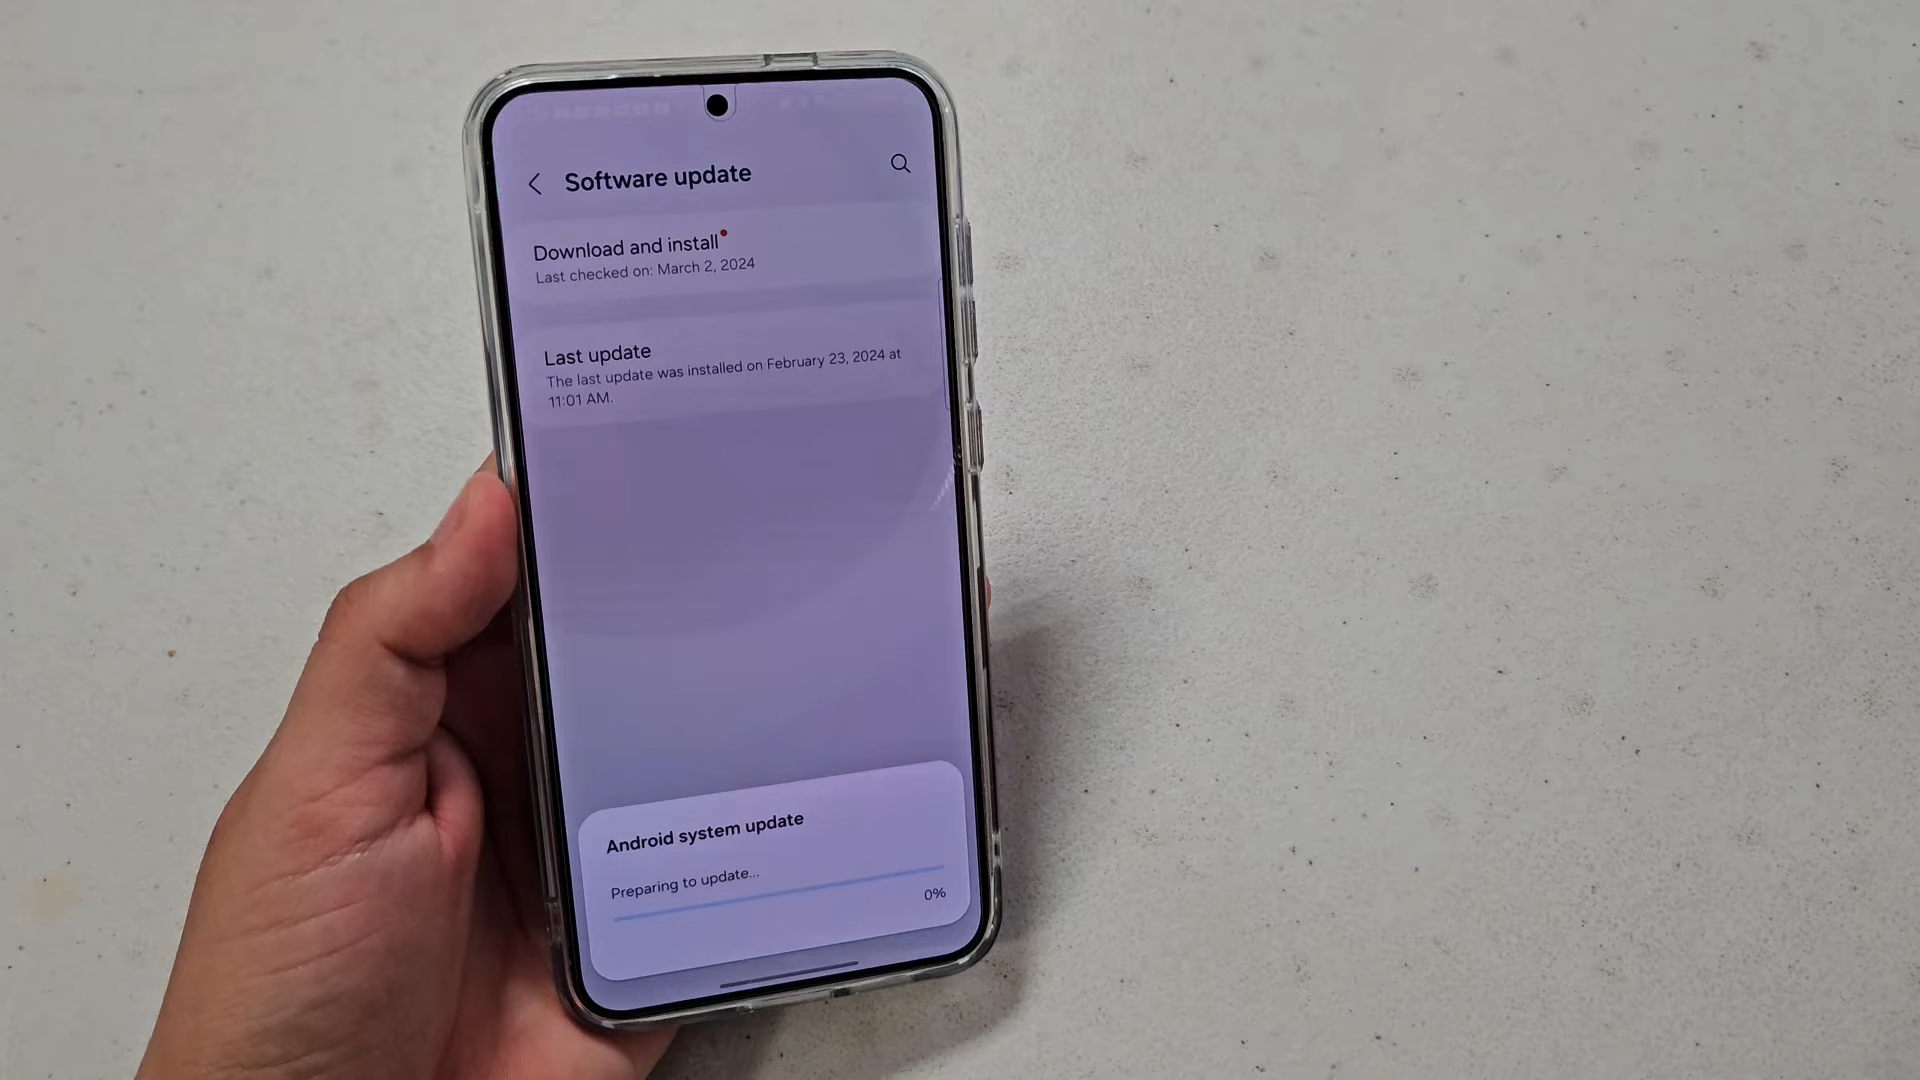 Software update
Download and install
Last checked on: March 2, 2024
Last update
The last update was installed on February 23, 2024 at
11:01 AM.
Android system update
Preparing to update...
0%